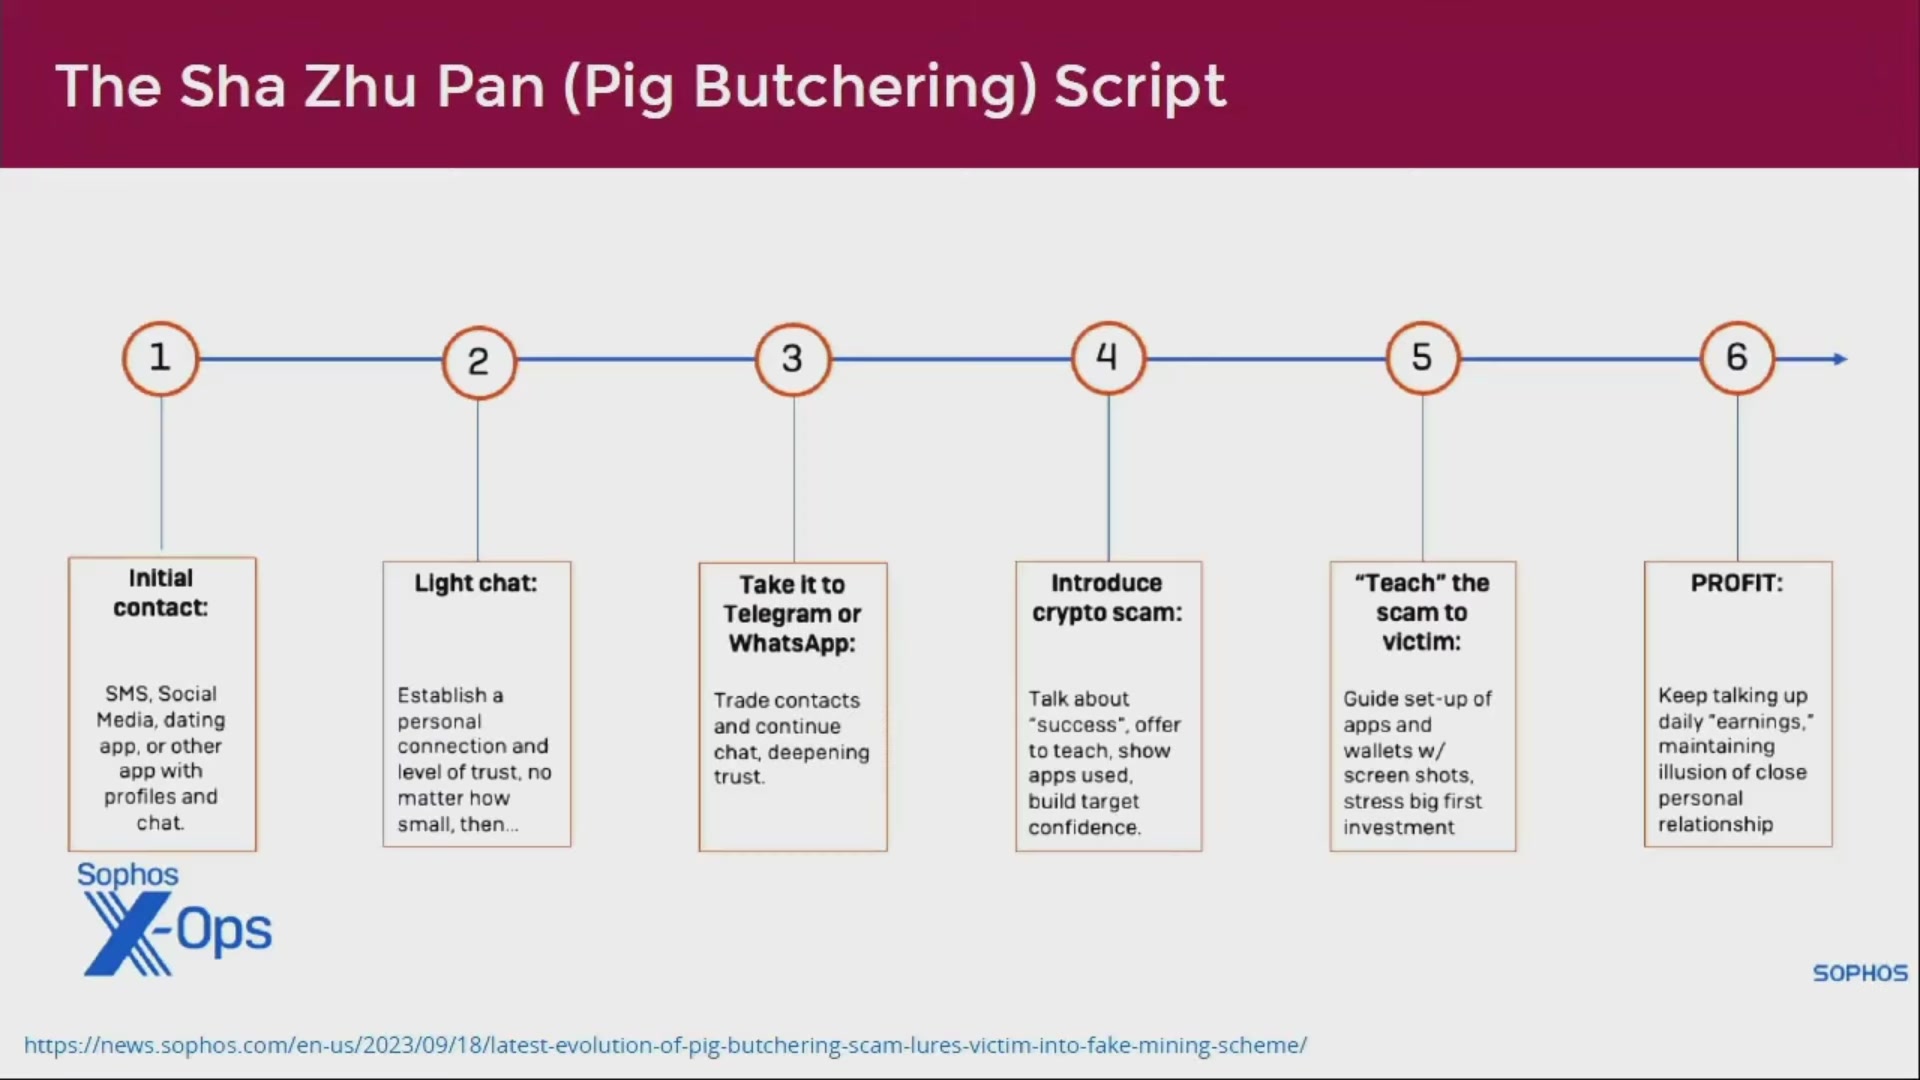 The Sha Zhu Pan (Pig Butchering) Script
1
2
3
4
5
6
Initial
contact:
SMS, Social
Media, dating
app, or other
app with
profiles and
chat.
Light chat:
Establish a
personal
connection and
level of trust, no
matter how
small, then...
Take it to
Telegram or
WhatsApp:
Trade contacts
and continue
chat, deepening
trust.
Introduce
crypto scam:
Talk about
"success", offer
to teach, show
apps used,
build target
confidence.
“Teach” the
scam to
victim:
Guide set-up of
apps and
wallets w/
screen shots,
stress big first
investment
PROFIT:
Keep talking up
daily "earnings,"
maintaining
illusion of close
personal
relationship
Sophos
X-Ops
SOPHOS
https://news.sophos.com/en-us/2023/09/18/latest-evolution-of-pig-butchering-scam-lures-victim-into-fake-mining-scheme/